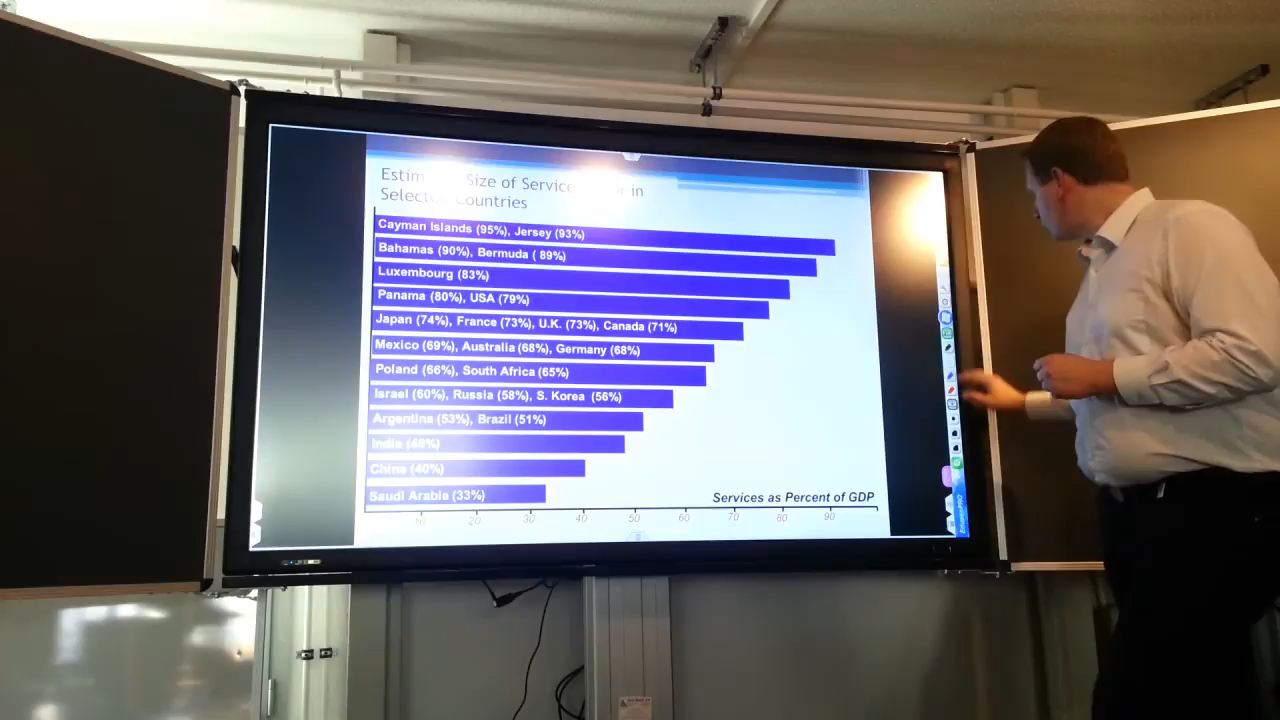 Estim Size of Service in
Select Countries
Cayman Islands (95%), Jersey (93%)
Bahamas (90%), Bermuda ( 89%)
Luxembourg (83%)
Panama (80%), USA (79%)
Japan (74%), France (73%), U.K. (73%), Canada (71%)
Mexico (69%), Australia (68%), Germany (68%)
Poland (66%), South Africa (65%)
Israel (60%), Russia (58%), S. Korea (56%)
Argentina (53%), Brazil (51%)
India (48%)
China (40%)
Saudi Arabia (33%)
Services as Percent of GDP
10 20 30 40 50 60 70 80 90